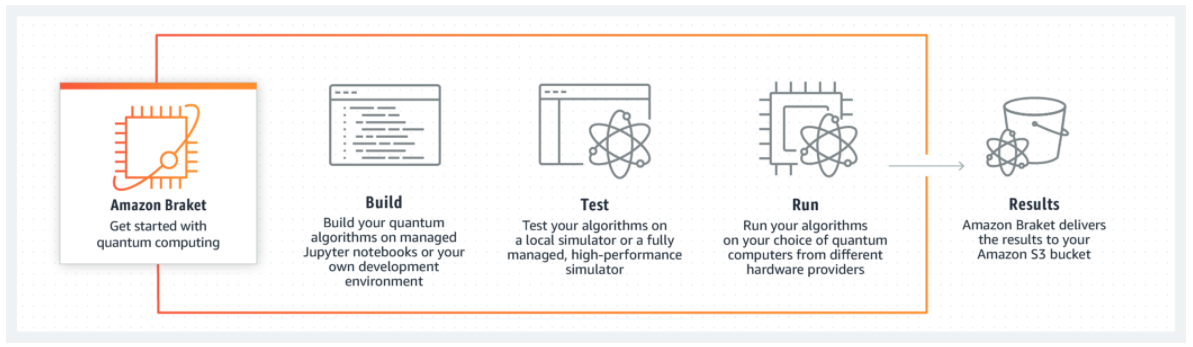 Amazon Braket
Get started with
quantum computing
Build
Build your quantum
algorithms on managed
Jupyter notebooks or your
own development
environment
Test
Test your algorithms on
a local simulator or a fully
managed, high-performance
simulator
Run
Run your algorithms
on your choice of quantum
computers from different
hardware providers
Results
Amazon Braket delivers
the results to your
Amazon S3 bucket